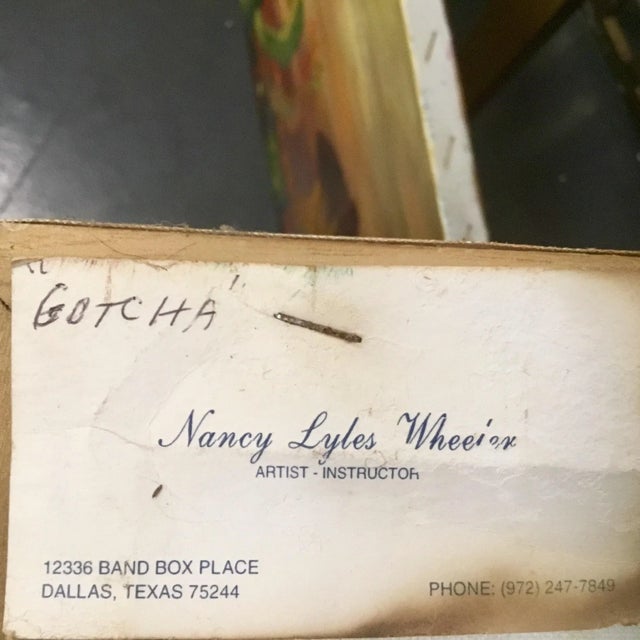 "GOTCHA"
Nancy Lyles Wheeler
ARTIST - INSTRUCTOR
12336 BAND BOX PLACE
DALLAS, TEXAS 75244
PHONE: (972) 247-7849